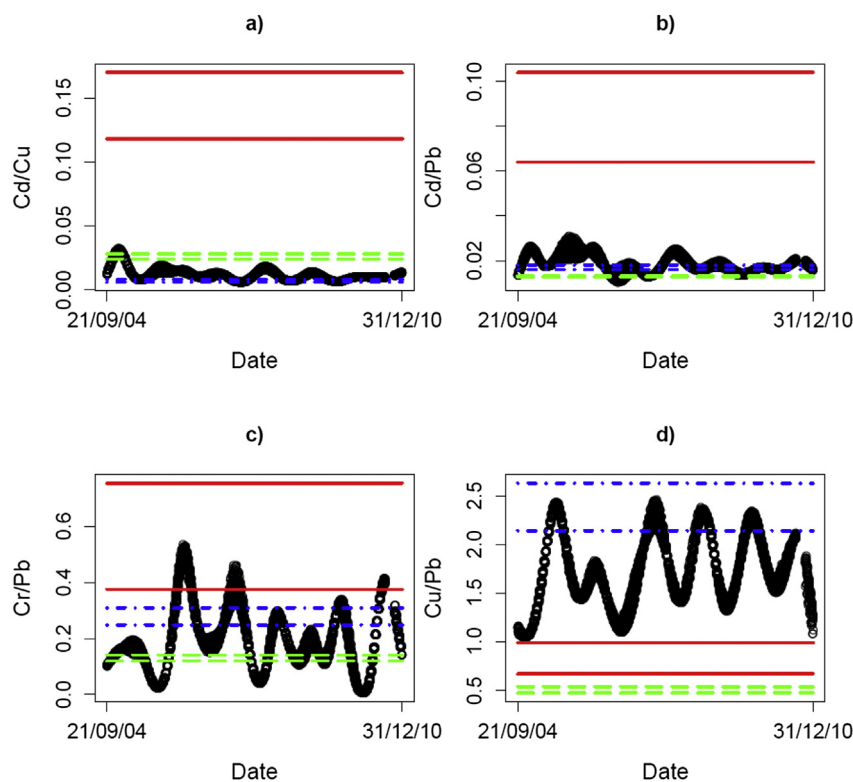 a)
Cd/Cu
0.15
0.10
0.05
0.00
21/09/04
31/12/10
Date
b)
Cd/Pb
0.10
0.06
0.02
21/09/04
31/12/10
Date
c)
Cr/Pb
0.6
0.4
0.2
0.0
21/09/04
31/12/10
Date
d)
Cu/Pb
2.5
2.0
1.5
1.0
0.5
21/09/04
31/12/10
Date